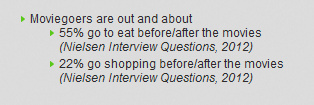 Moviegoers are out and about
55% go to eat before/after the movies
(Nielsen Interview Questions, 2012)
22% go shopping before/after the movies
(Nielsen Interview Questions, 2012)